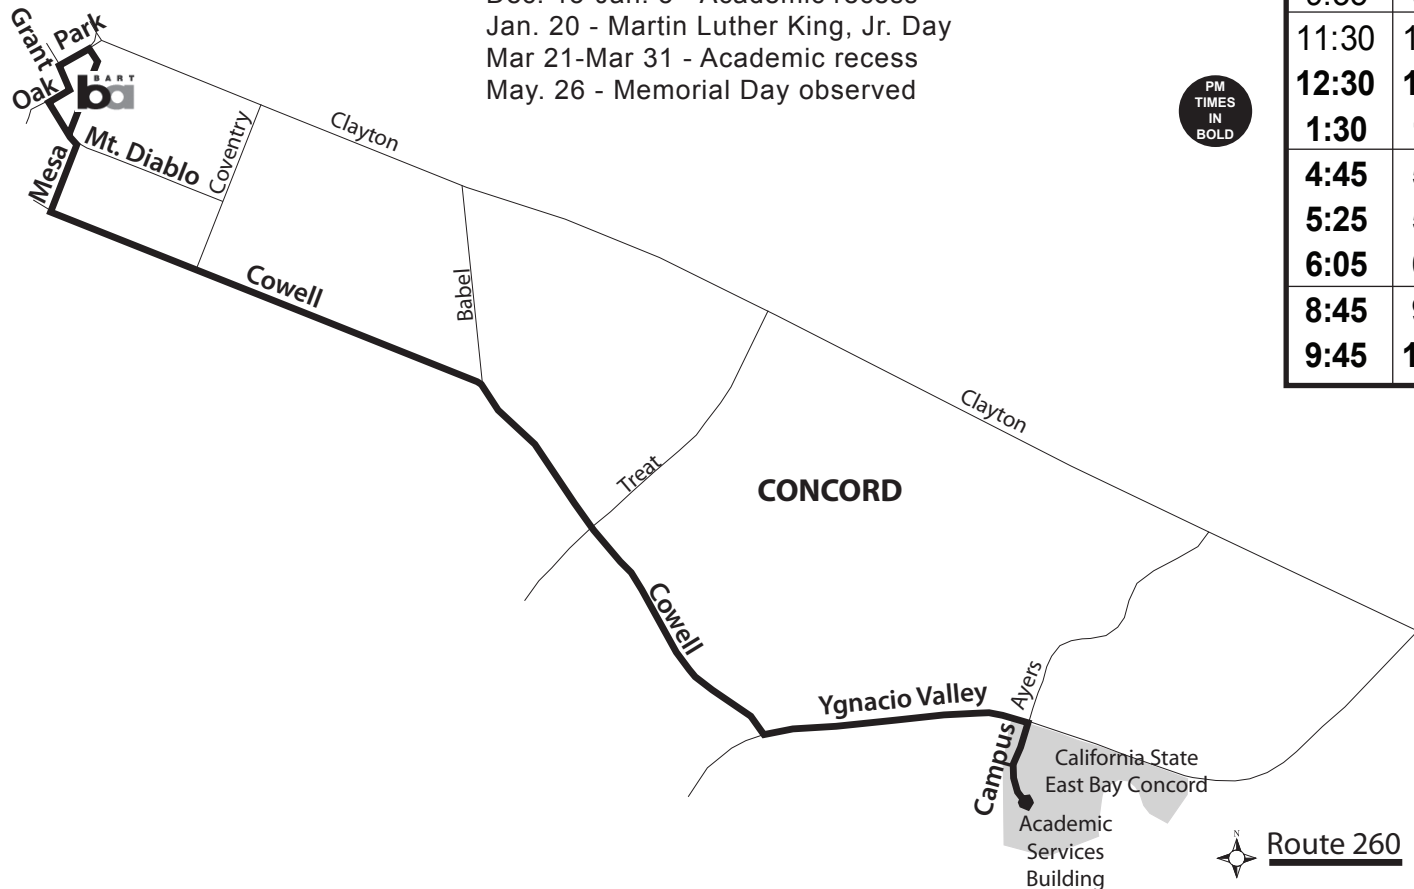 Jan. 20 - Martin Luther King, Jr. Day
Mar 21-Mar 31 - Academic recess
May. 26 - Memorial Day observed
PM
TIMES
IN
BOLD
11:30
12:30
1:30
4:45
5:25
6:05
8:45
9:45
Grant
Park
Oak
BART
ba
Mt. Diablo
Coventry
Clayton
Mesa
Cowell
Babel
Clayton
Treat
CONCORD
Cowell
Ygnacio Valley
Ayers
Campus
California State
East Bay Concord
Academic
Services
Building
N
Route 260